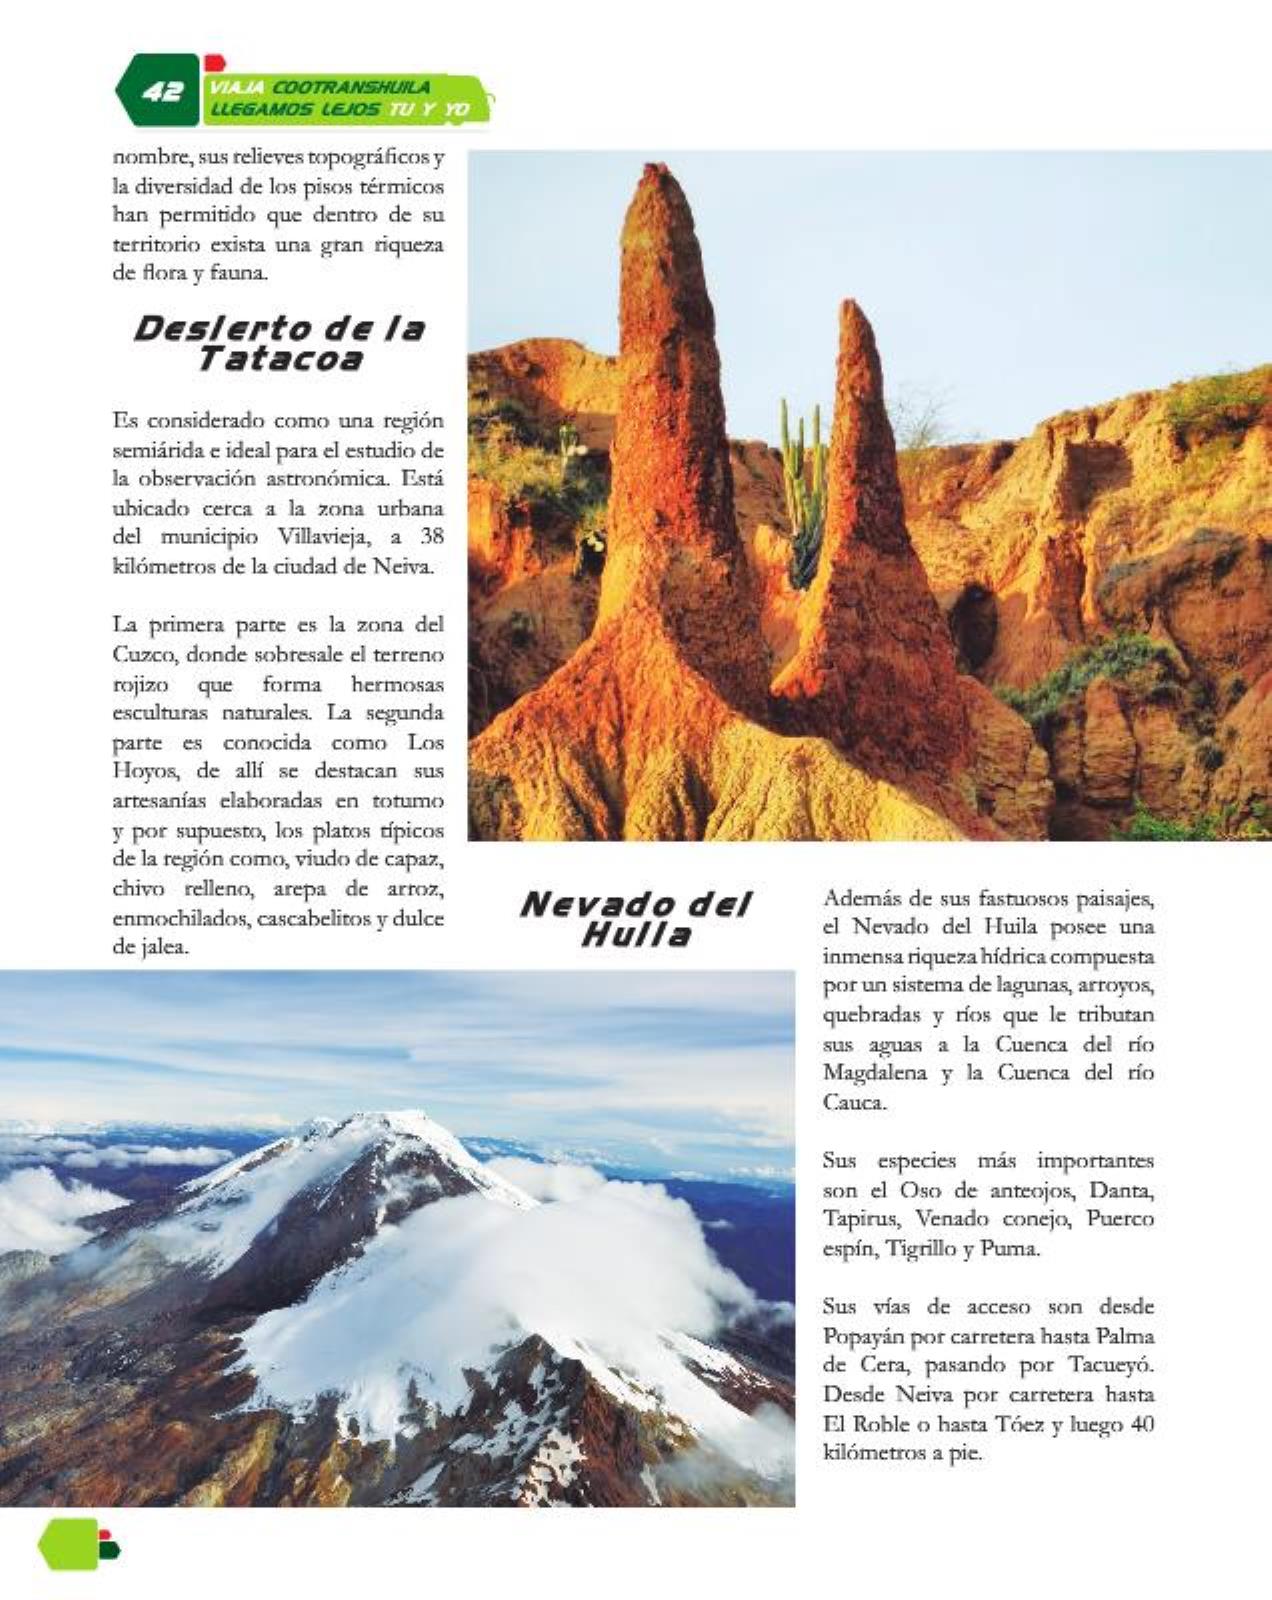 42
VIAJA COOTRANSHUILA
LLEGAMOS LEJOS TU Y YO
nombre, sus relieves topográficos y
la diversidad de los pisos térmicos
han permitido que dentro de su
territorio exista una gran riqueza
de flora y fauna.
Desierto de la
Tatacoa
Es considerado como una región
semiárida e ideal para el estudio de
la observación astronómica. Está
ubicado cerca a la zona urbana
del municipio Villavieja, a 38
kilómetros de la ciudad de Neiva.
La primera parte es la zona del
Cuzco, donde sobresale el terreno
rojizo que forma hermosas
esculturas naturales. La segunda
parte es conocida como Los
Hoyos, de allí se destacan sus
artesanías elaboradas en totumo
y por supuesto, los platos típicos
de la región como, viudo de capaz,
chivo relleno, arepa de arroz,
enmochilados, cascabelitos y dulce
de jalea.
Nevado del
Huila
Además de sus fastuosos paisajes,
el Nevado del Huila posee una
inmensa riqueza hídrica compuesta
por un sistema de lagunas, arroyos,
quebradas y ríos que le tributan
sus aguas a la Cuenca del río
Magdalena y la Cuenca del río
Cauca.
Sus especies más importantes
son el Oso de anteojos, Danta,
Tapirus, Venado conejo, Puerco
espín, Tigrillo y Puma.
Sus vías de acceso son desde
Popayán por carretera hasta Palma
de Cera, pasando por Tacueyó.
Desde Neiva por carretera hasta
El Roble o hasta Tóez y luego 40
kilómetros a pie.